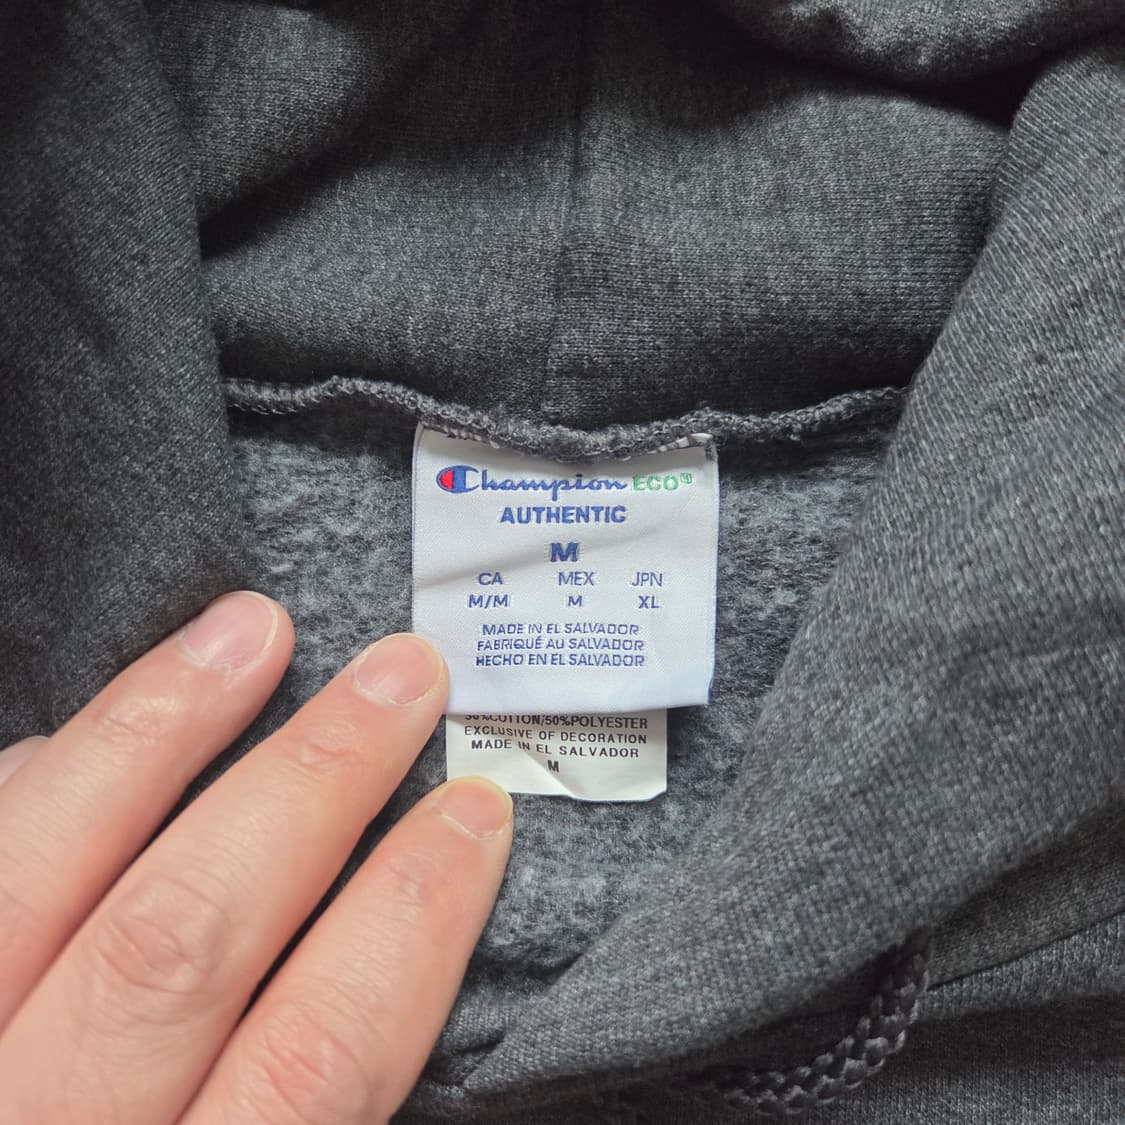 Champion ECO®
AUTHENTIC
M
CA MEX JPN
M/M M XL
MADE IN EL SALVADOR
FABRIQUÉ AU SALVADOR
HECHO EN EL SALVADOR
50%COTTON/50%POLYESTER
EXCLUSIVE OF DECORATION
MADE IN EL SALVADOR
M